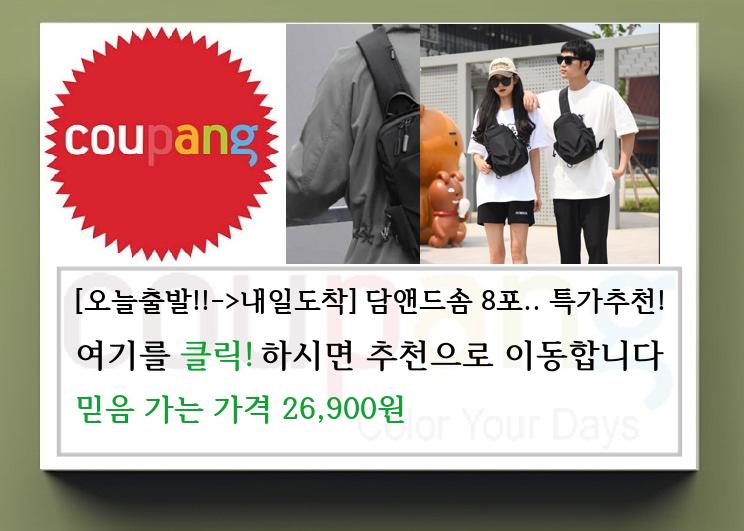 coupang
[오늘출발!!->내일도착] 담앤드솜 8포.. 특가추천!
여기를 클릭! 하시면 추천으로 이동합니다
믿음 가는 가격 26,900원
coupang
Color Your Days